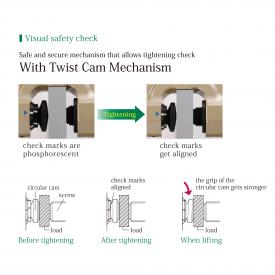 Visual safety check
Safe and secure mechanism that allows tightening check
With Twist Cam Mechanism
Tightening
check marks are
phosphorescent
check marks
get aligned
circular cam
screw
load
Before tightening
check marks
aligned
load
After tightening
the grip of the
circular cam gets stronger
load
When lifting